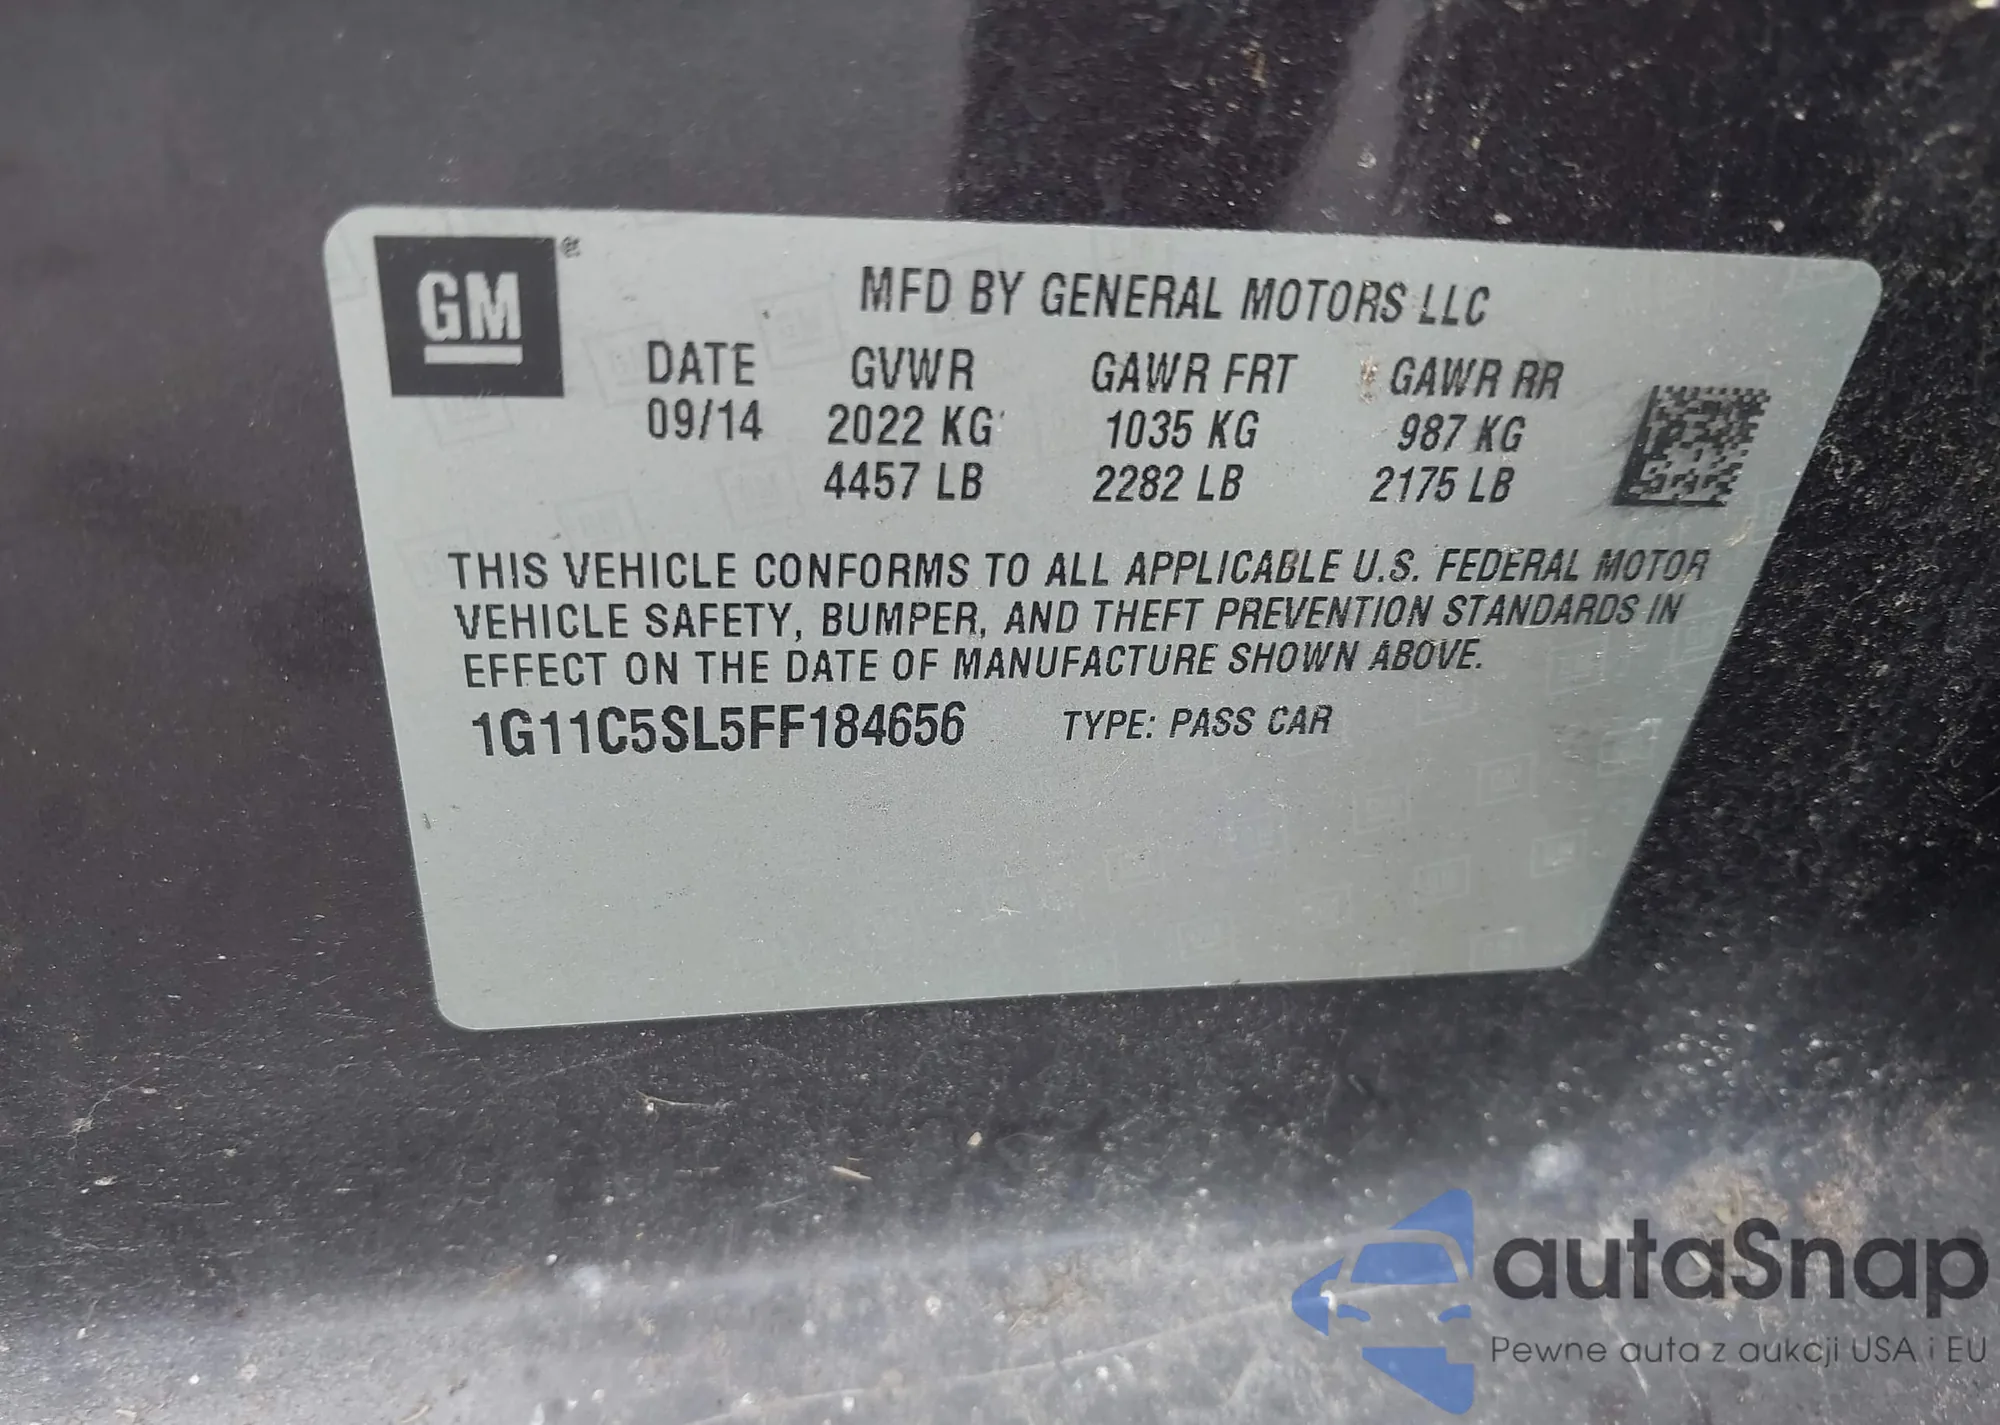 GM ®
MFD BY GENERAL MOTORS LLC
DATE GVWR GAWR FRT GAWR RR
09/14 2022 KG 1035 KG 987 KG
4457 LB 2282 LB 2175 LB
THIS VEHICLE CONFORMS TO ALL APPLICABLE U.S. FEDERAL MOTOR
VEHICLE SAFETY, BUMPER, AND THEFT PREVENTION STANDARDS IN
EFFECT ON THE DATE OF MANUFACTURE SHOWN ABOVE.
1G11C5SL5FF184656 TYPE: PASS CAR
autaSnap
Pewne auta z aukcji USA i EU